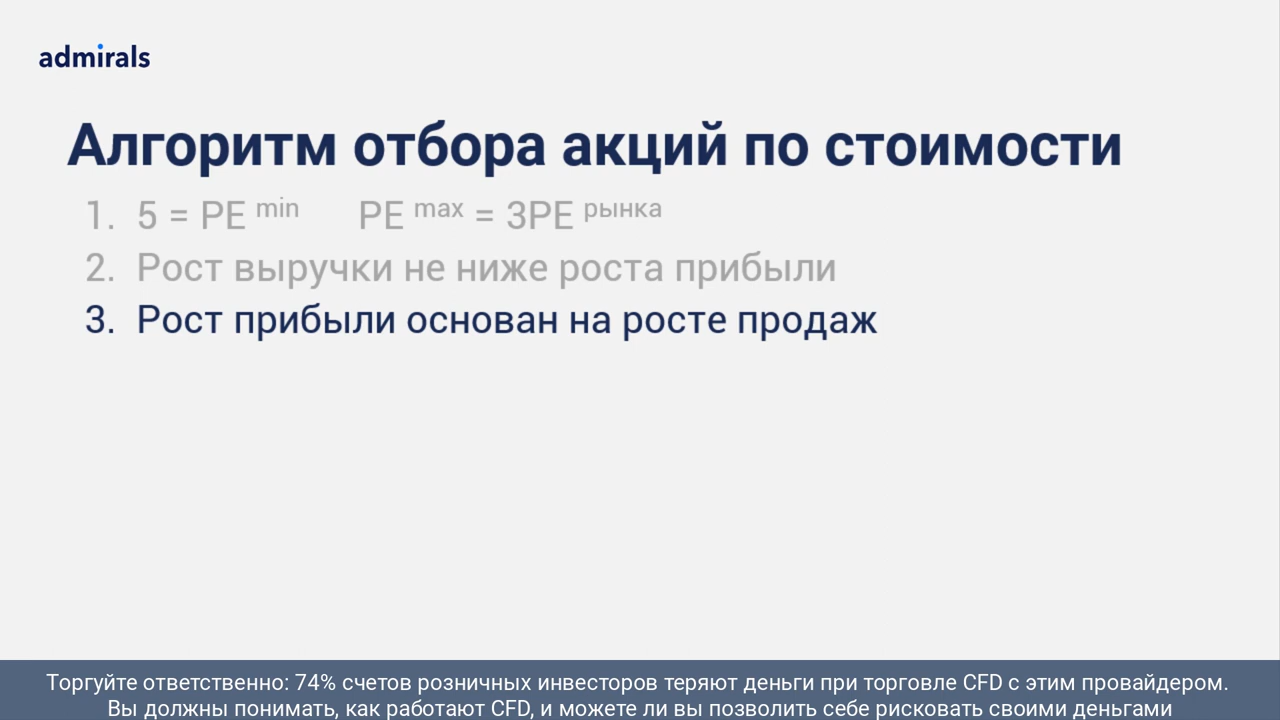 admirals
Алгоритм отбора акций по стоимости
1. 5 = PE min PE max = 3PE рынка
2. Рост выручки не ниже роста прибыли
3. Рост прибыли основан на росте продаж
Торгуйте ответственно: 74% счетов розничных инвесторов теряют деньги при торговле CFD с этим провайдером.
Вы должны понимать, как работают CFD, и можете ли вы позволить себе рисковать своими деньгами